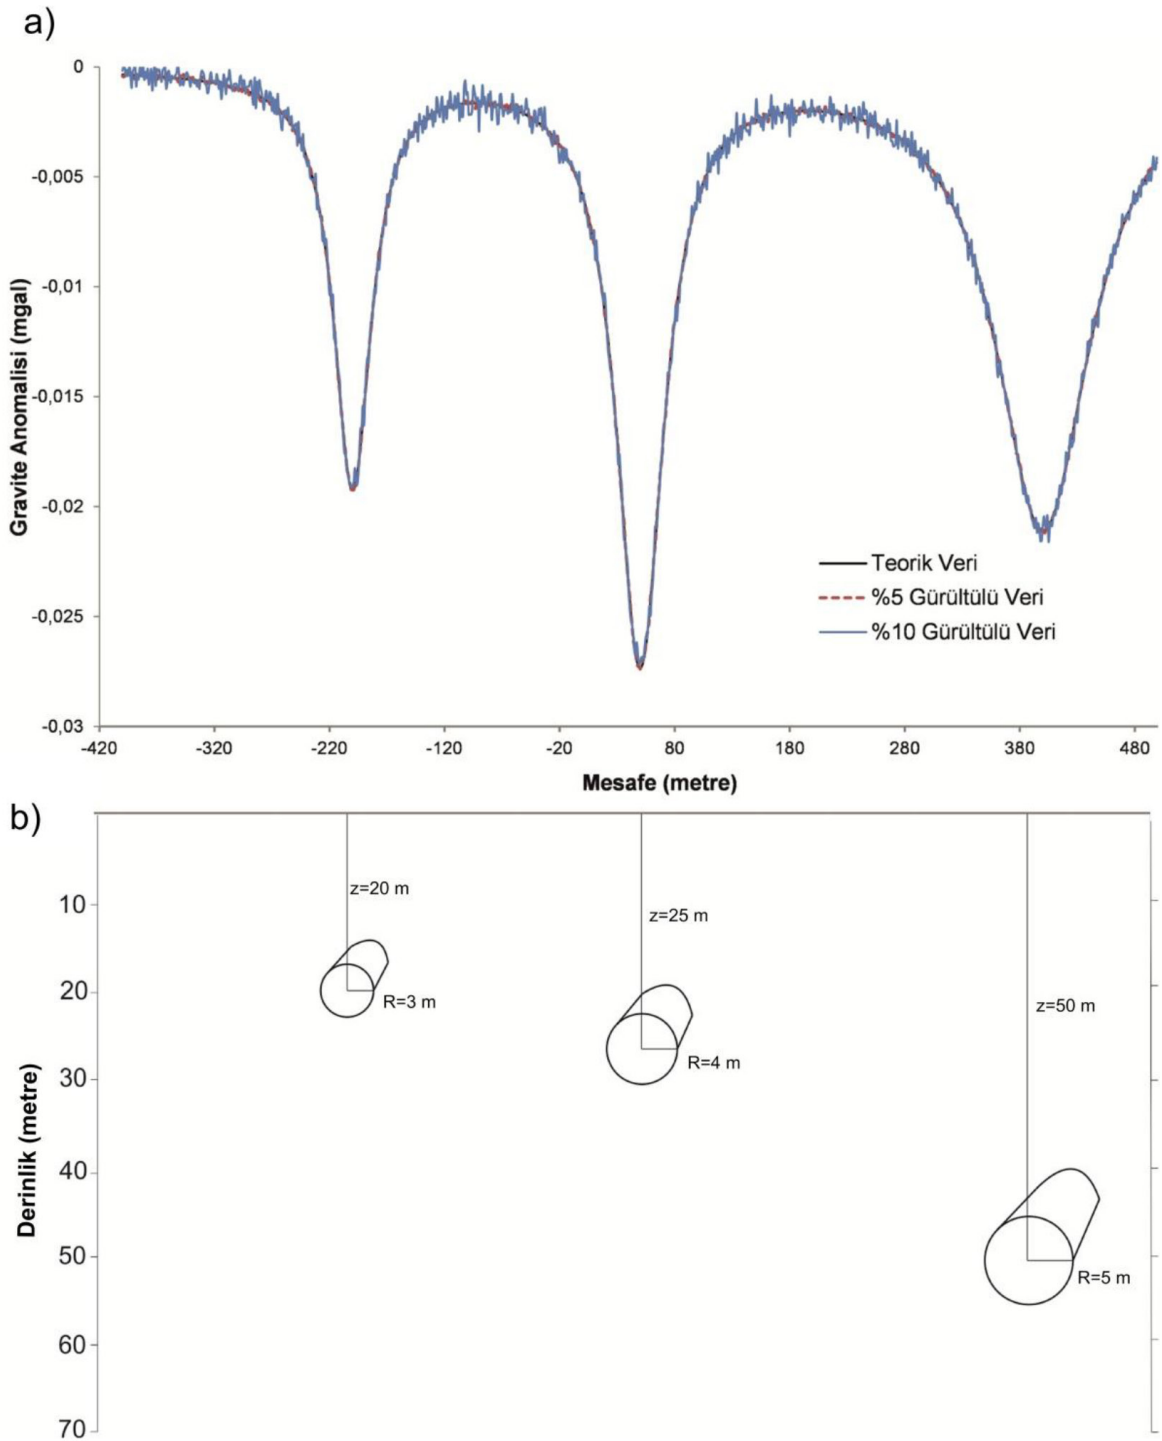 a)
0
-0,005
-0,01
-0,015
-0,02
-0,025
-0,03
Gravite Anomalisi (mgal)
Teorik Veri
%5 Gürültülü Veri
%10 Gürültülü Veri
-420 -320 -220 -120 -20 80 180 280 380 480
Mesafe (metre)
b)
z=20 m
R=3 m
z=25 m
R=4 m
z=50 m
R=5 m
10
20
30
40
50
60
70
Derinlik (metre)